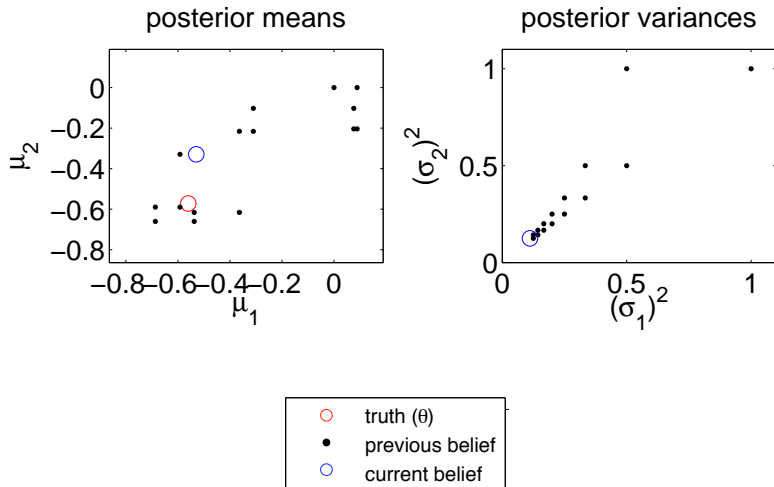 posterior means
0
−0.2
−0.4
−0.6
−0.8
μ2
−0.8−0.6−0.4−0.2 0
μ1
posterior variances
1
0.5
0
(σ2)2
0 0.5 1
(σ1)2
truth (θ)
previous belief
current belief